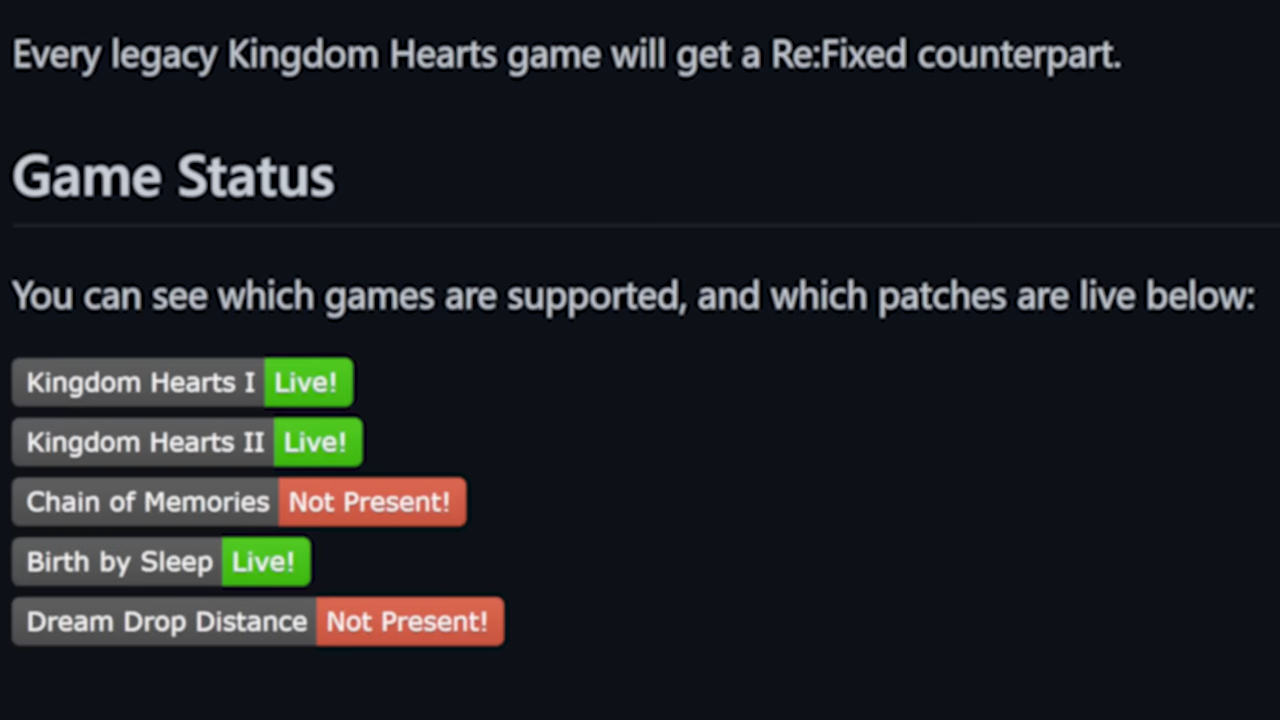 Every legacy Kingdom Hearts game will get a Re:Fixed counterpart.
Game Status
You can see which games are supported, and which patches are live below:
Kingdom Hearts I Live!
Kingdom Hearts II Live!
Chain of Memories Not Present!
Birth by Sleep Live!
Dream Drop Distance Not Present!